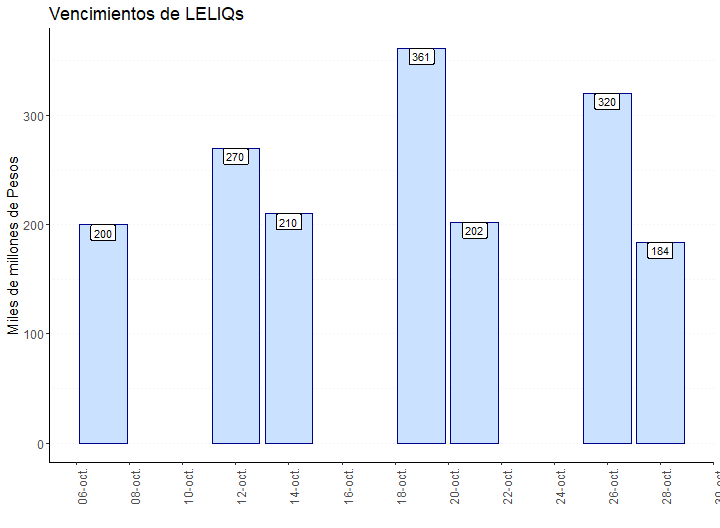 Vencimientos de LELIQs
Miles de millones de Pesos
300
200
100
0
200
270
210
361
202
320
184
06-oct.
08-oct.
10-oct.
12-oct.
14-oct.
16-oct.
18-oct.
20-oct.
22-oct.
24-oct.
26-oct.
28-oct.